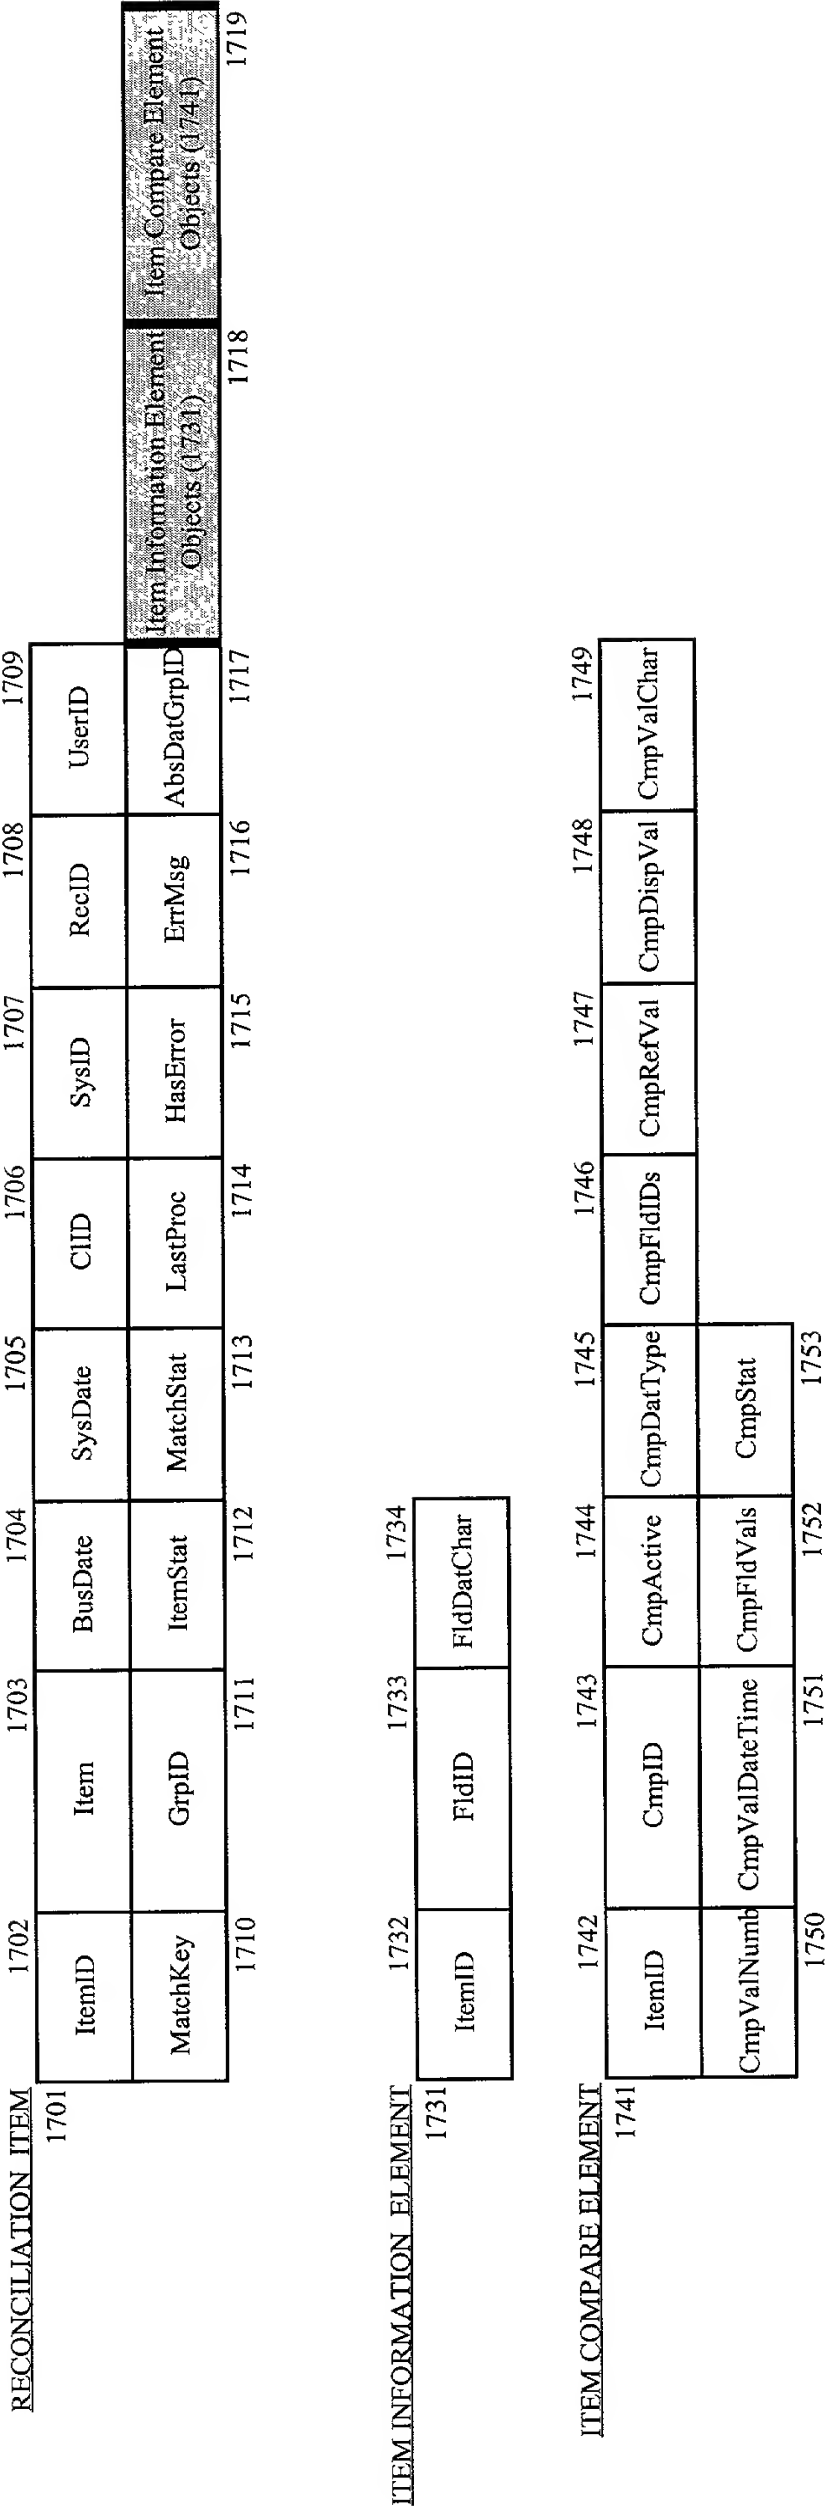 RECONCILIATION ITEM
1701
1702 1703 1704 1705 1706 1707 1708 1709
ItemID Item BusDate SysDate ClID SysID RecID UserID
MatchKey GrpID ItemStat MatchStat LastProc HasError ErrMsg AbsDatGrpID
Item Information Element
Objects (1731)
Item Compare Element
Objects (1741)
1710 1711 1712 1713 1714 1715 1716 1717 1718 1719
ITEM INFORMATION ELEMENT
1731
1732 1733 1734
ItemID FldID FldDatChar
ITEM COMPARE ELEMENT
1741
1742 1743 1744 1745 1746 1747 1748 1749
ItemID CmpID CmpActive CmpDatType CmpFldIDs CmpRefVal CmpDispVal CmpValChar
CmpValNumb CmpValDateTime CmpFldVals CmpStat
1750 1751 1752 1753